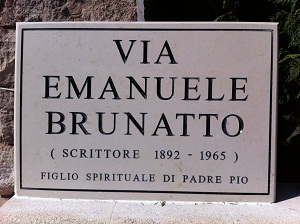 VIA
EMANUELE
BRUNATTO
( SCRITTORE 1892 - 1965 )
FIGLIO SPIRITUALE DI PADRE PIO